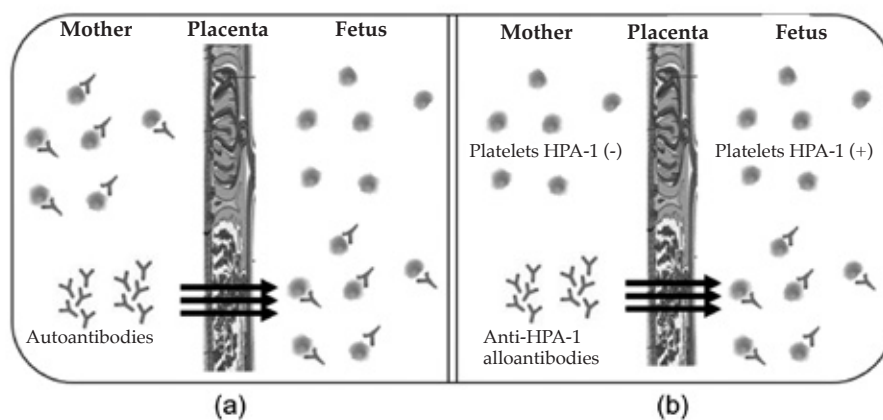 Mother Placenta Fetus
Autoantibodies
(a)
Mother Placenta Fetus
Platelets HPA-1 (-) Platelets HPA-1 (+)
Anti-HPA-1
alloantibodies
(b)